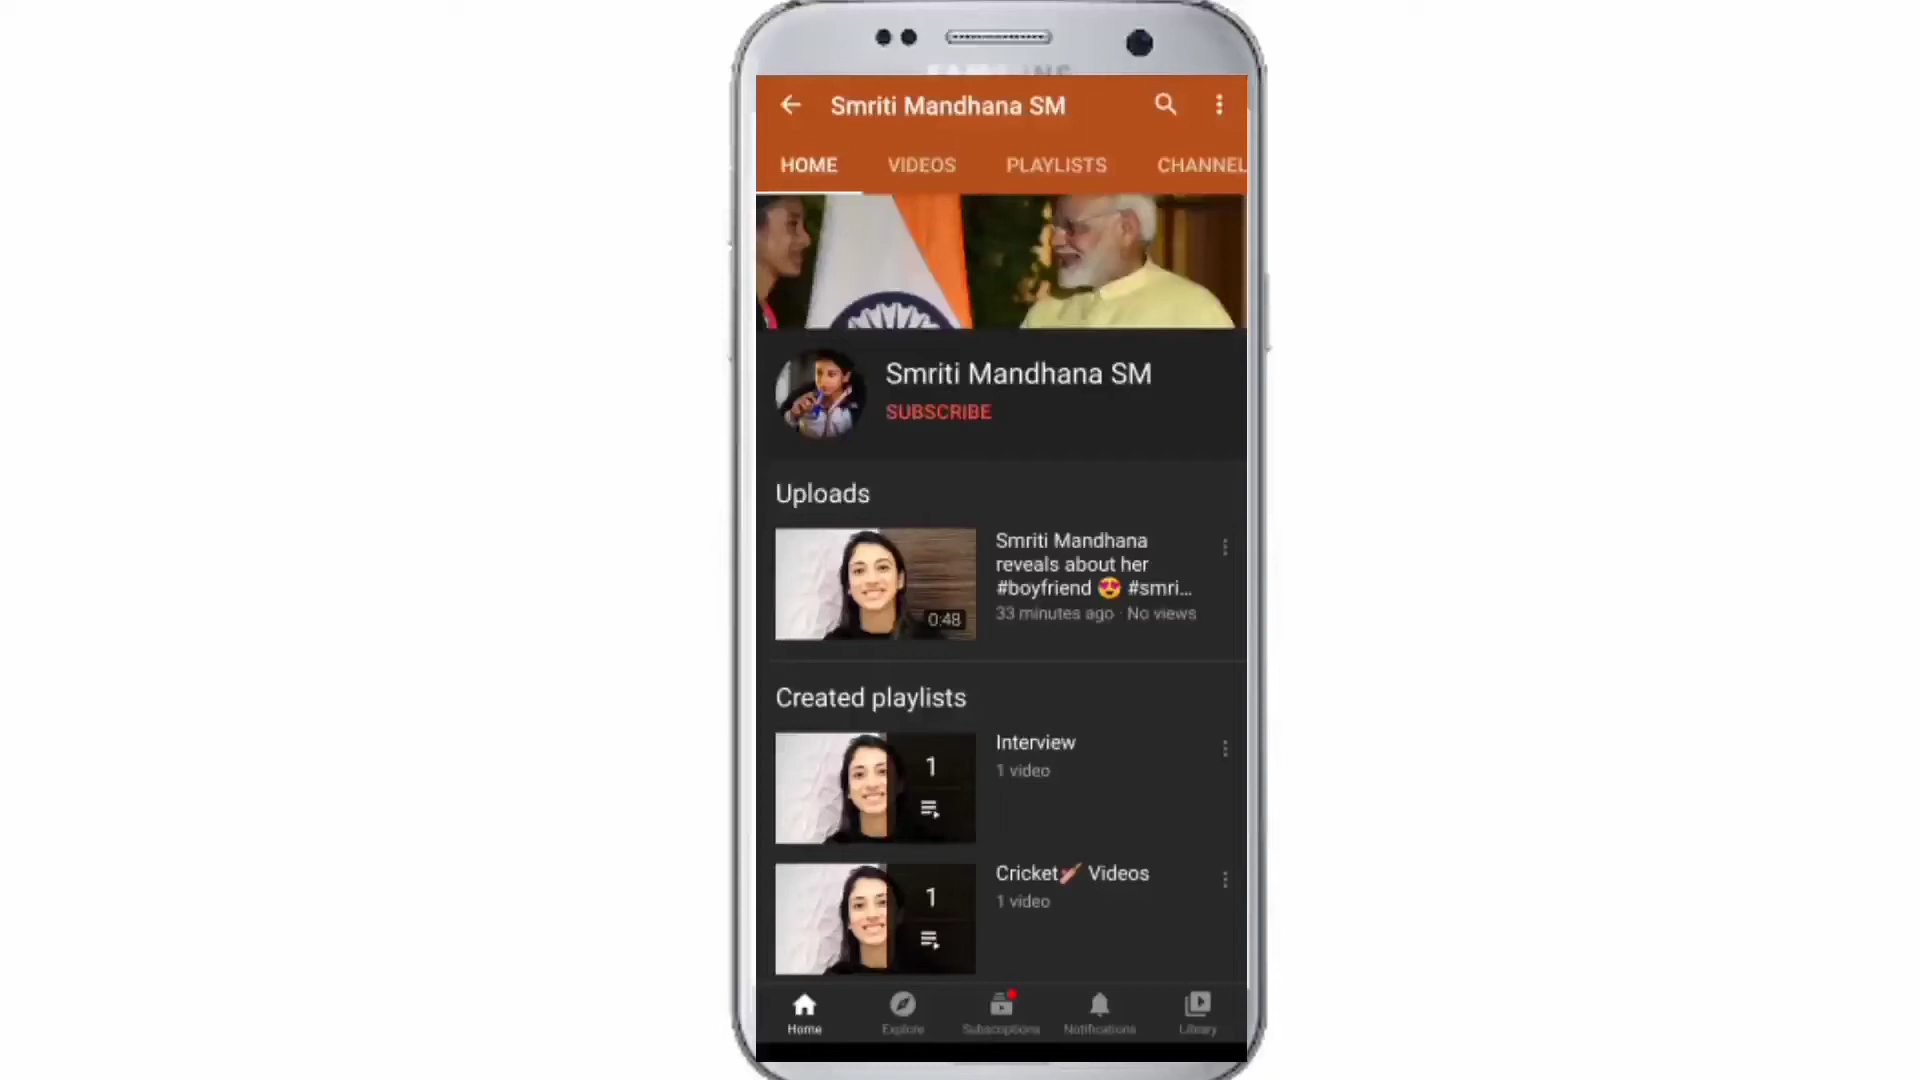 Smriti Mandhana SM
HOME VIDEOS PLAYLISTS CHANNEL
Smriti Mandhana SM
SUBSCRIBE
Uploads
Smriti Mandhana
reveals about her
#boyfriend 😍 #smri...
33 minutes ago · No views
0:48
Created playlists
Interview
1 video
1
Cricket🏏 Videos
1 video
1
Home Explore Subscriptions Notifications Library